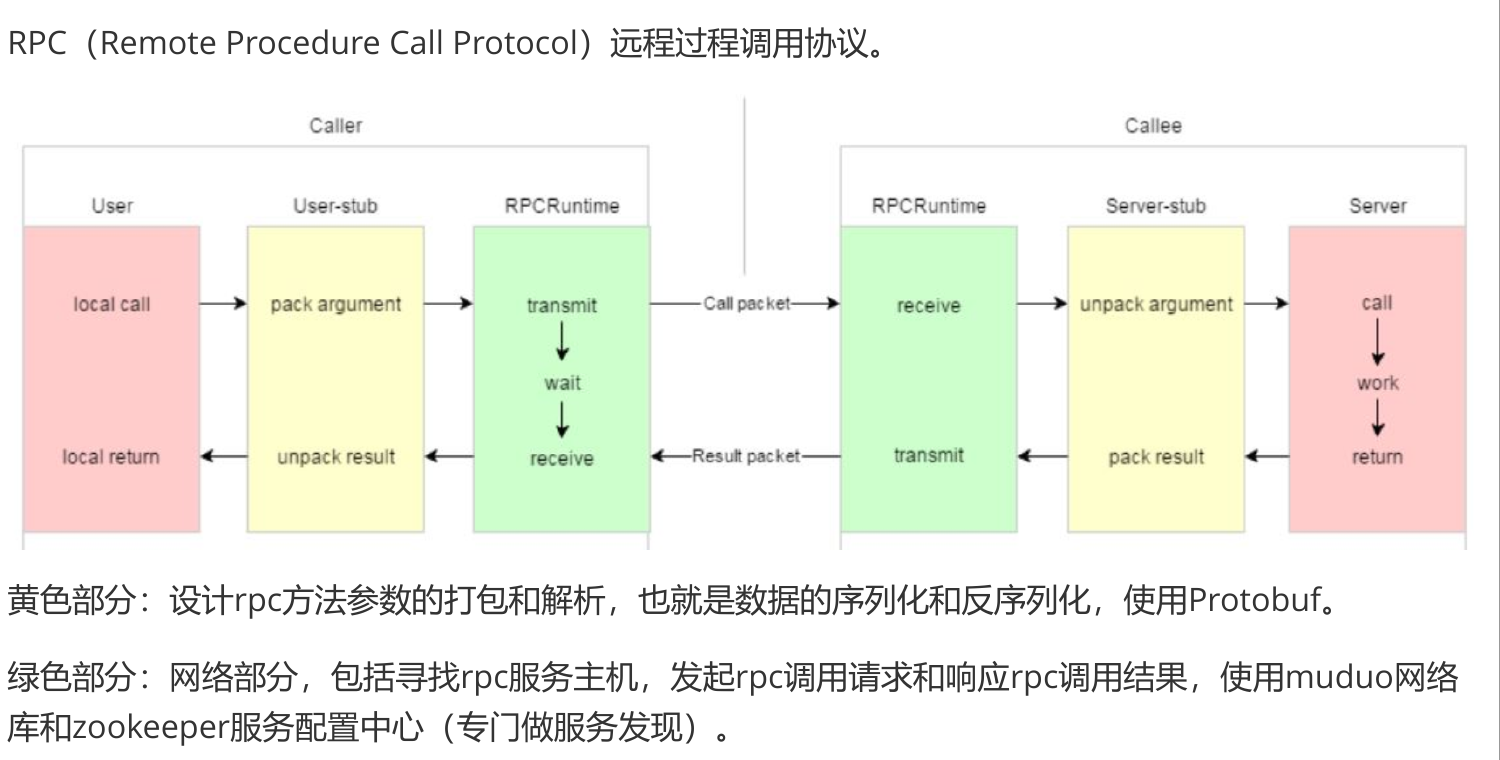 RPC（Remote Procedure Call Protocol）远程过程调用协议。
Caller Callee
User User-stub RPCRuntime RPCRuntime Server-stub Server
local call pack argument transmit Call packet receive unpack argument call
wait work
local return unpack result receive Result packet transmit pack result return
黄色部分：设计rpc方法参数的打包和解析，也就是数据的序列化和反序列化，使用Protobuf。
绿色部分：网络部分，包括寻找rpc服务主机，发起rpc调用请求和响应rpc调用结果，使用muduo网络
库和zookeeper服务配置中心（专门做服务发现）。